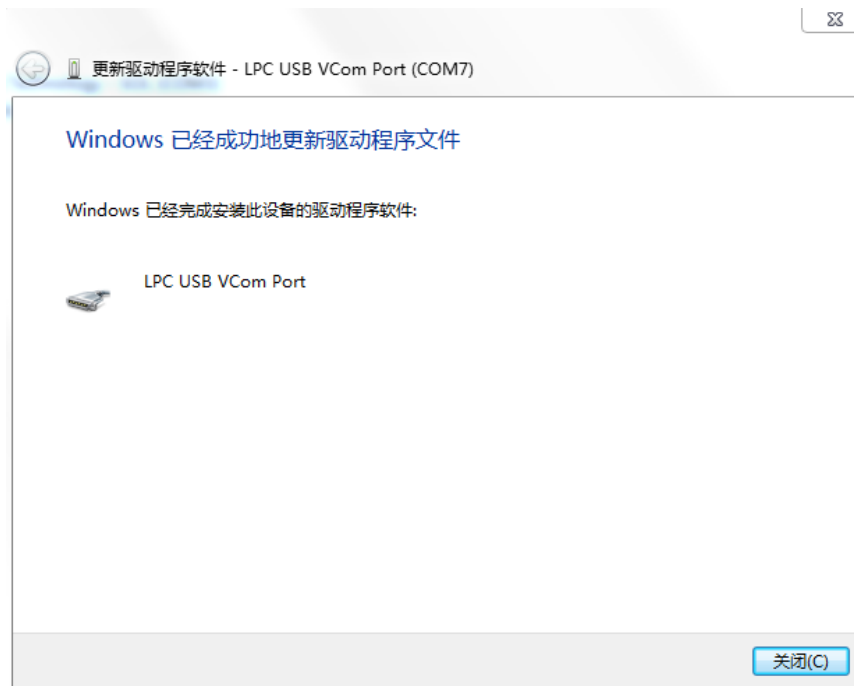 更新驱动程序软件 - LPC USB VCom Port (COM7)
Windows 已经成功地更新驱动程序文件
Windows 已经完成安装此设备的驱动程序软件:
LPC USB VCom Port
关闭(C)